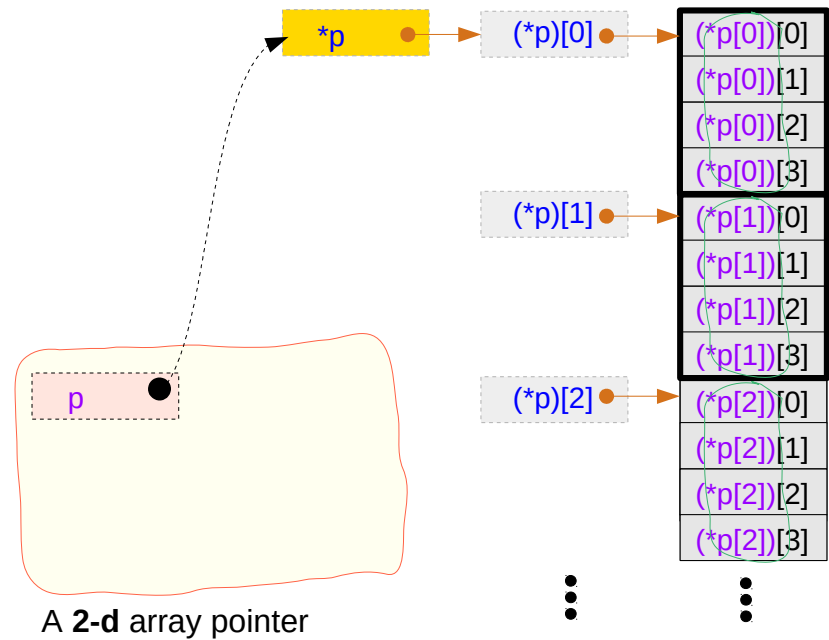 *p
(*p)[0]
(*p[0])[0]
(*p[0])[1]
(*p[0])[2]
(*p[0])[3]
(*p)[1]
(*p[1])[0]
(*p[1])[1]
(*p[1])[2]
(*p[1])[3]
p
(*p)[2]
(*p[2])[0]
(*p[2])[1]
(*p[2])[2]
(*p[2])[3]
A 2-d array pointer